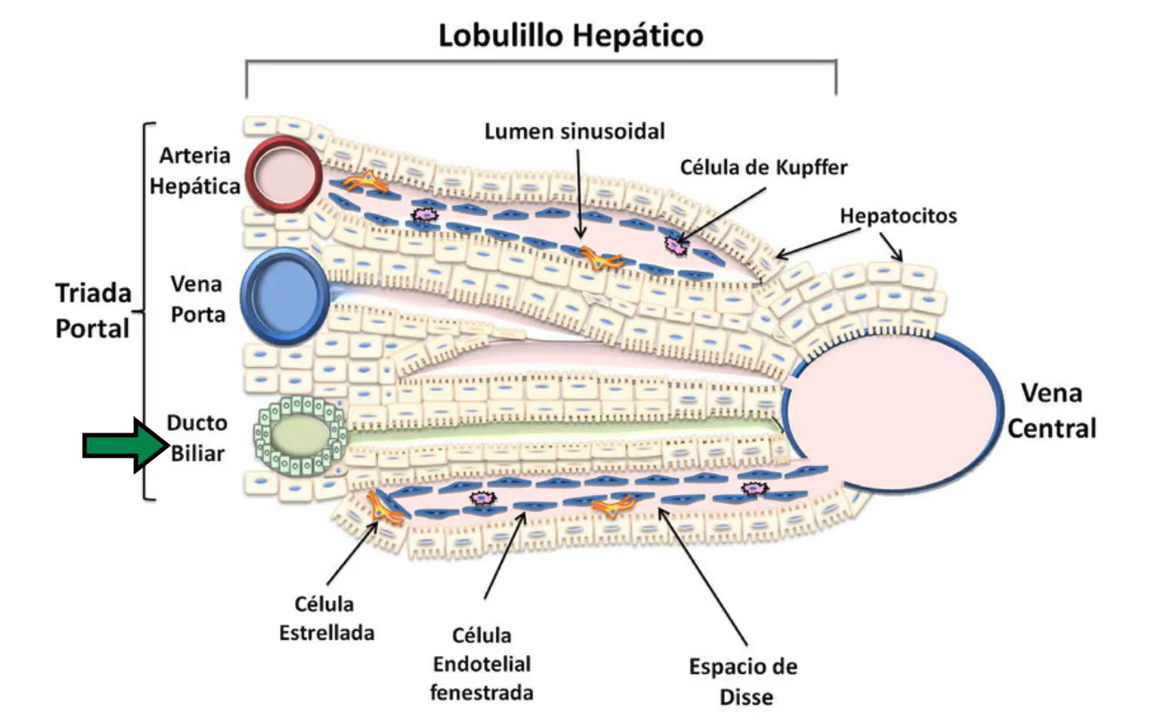 Lobulillo Hepático
Lumen sinusoidal
Célula de Kupffer
Hepatocitos
Arteria
Hepática
Triada
Portal
Vena
Porta
Ducto
Biliar
Vena
Central
Célula
Estrellada
Célula
Endotelial
fenestrada
Espacio de
Disse